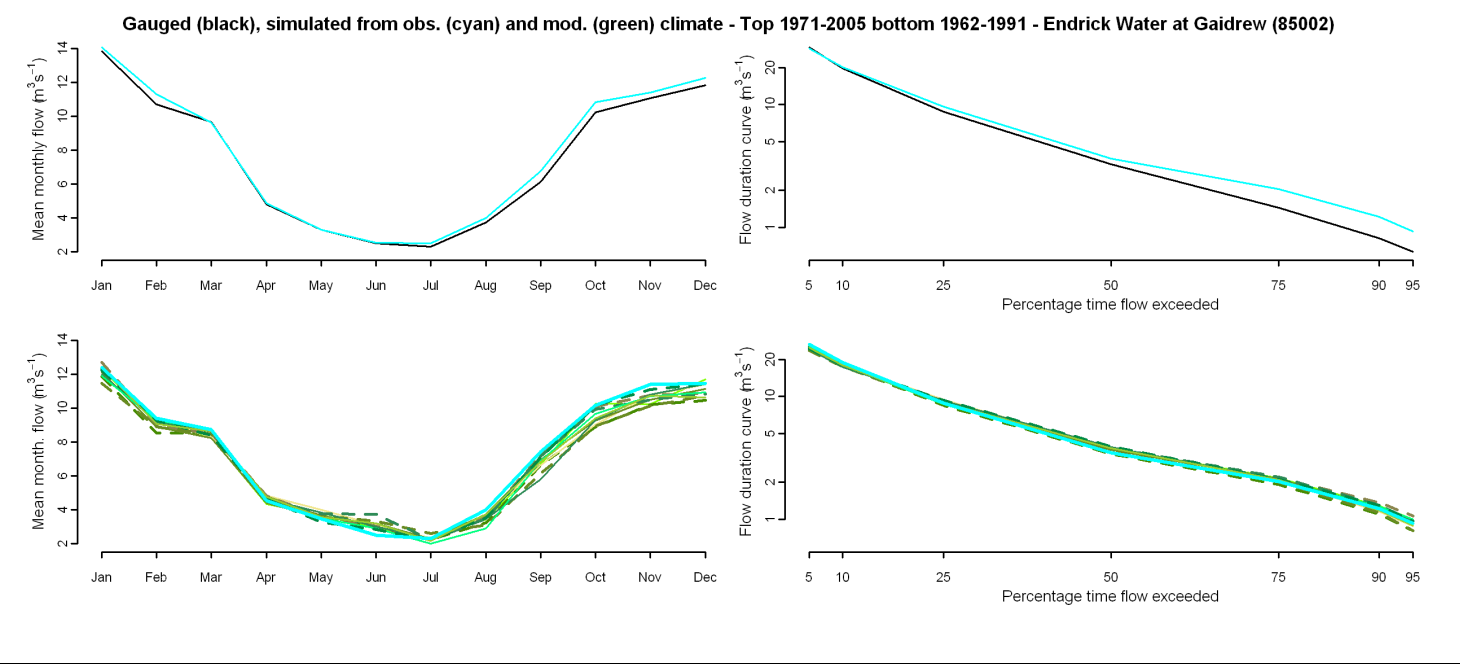 Gauged (black), simulated from obs. (cyan) and mod. (green) climate - Top 1971-2005 bottom 1962-1991 - Endrick Water at Gaidrew (85002)
Mean monthly flow (m³s⁻¹)
2 4 6 8 10 12 14
Jan Feb Mar Apr May Jun Jul Aug Sep Oct Nov Dec
Flow duration curve (m³s⁻¹)
1 2 5 10 20
5 10 25 50 75 90 95
Percentage time flow exceeded
Mean month. flow (m³s⁻¹)
2 4 6 8 10 12 14
Jan Feb Mar Apr May Jun Jul Aug Sep Oct Nov Dec
Flow duration curve (m³s⁻¹)
1 2 5 10 20
5 10 25 50 75 90 95
Percentage time flow exceeded